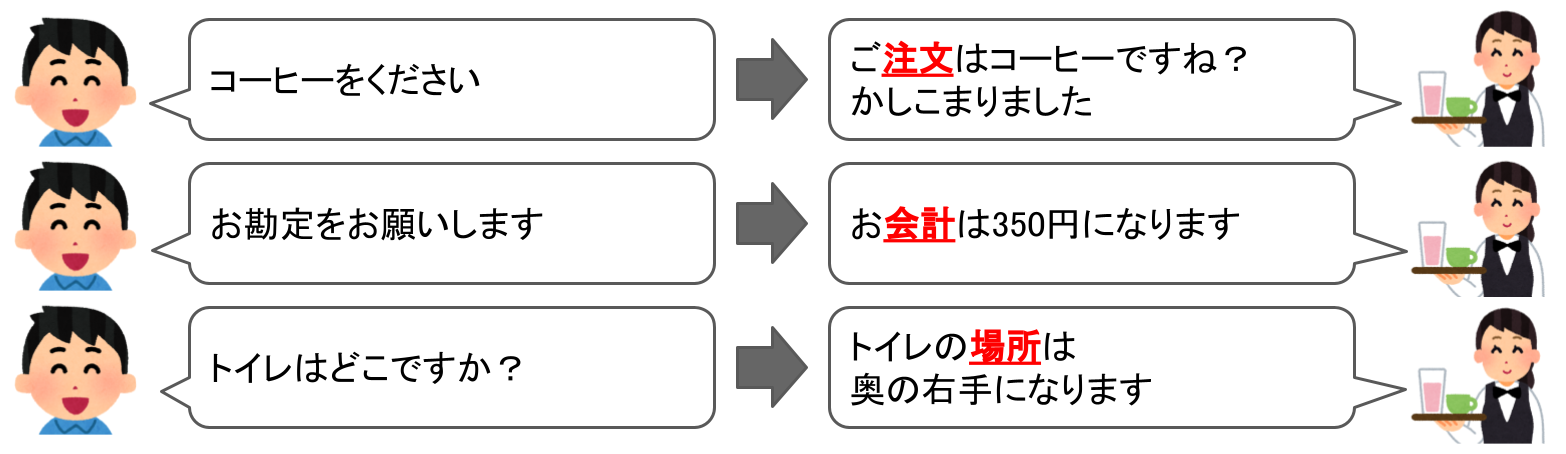 コーヒーをください
ご注文はコーヒーですね？
かしこまりました
お勘定をお願いします
お会計は350円になります
トイレはどこですか？
トイレの場所は
奥の右手になります